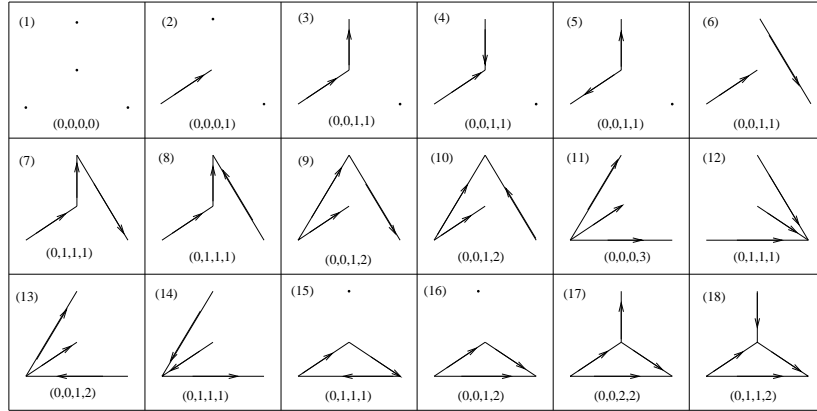 (1) (2) (3) (4) (5) (6)
(0,0,0,0) (0,0,0,1) (0,0,1,1) (0,0,1,1) (0,0,1,1) (0,0,1,1)
(7) (8) (9) (10) (11) (12)
(0,1,1,1) (0,1,1,1) (0,0,1,2) (0,0,1,2) (0,0,0,3) (0,1,1,1)
(13) (14) (15) (16) (17) (18)
(0,0,1,2) (0,1,1,1) (0,1,1,1) (0,0,1,2) (0,0,2,2) (0,1,1,2)